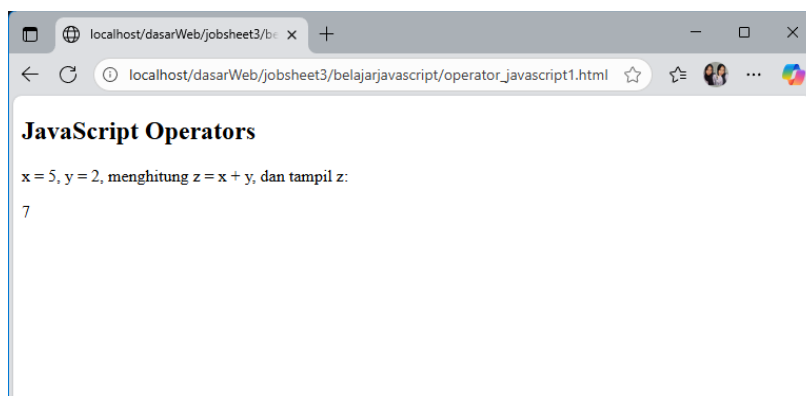 localhost/dasarWeb/jobsheet3/be
localhost/dasarWeb/jobsheet3/belajarjavascript/operator_javascript1.html
JavaScript Operators
x = 5, y = 2, menghitung z = x + y, dan tampil z:
7